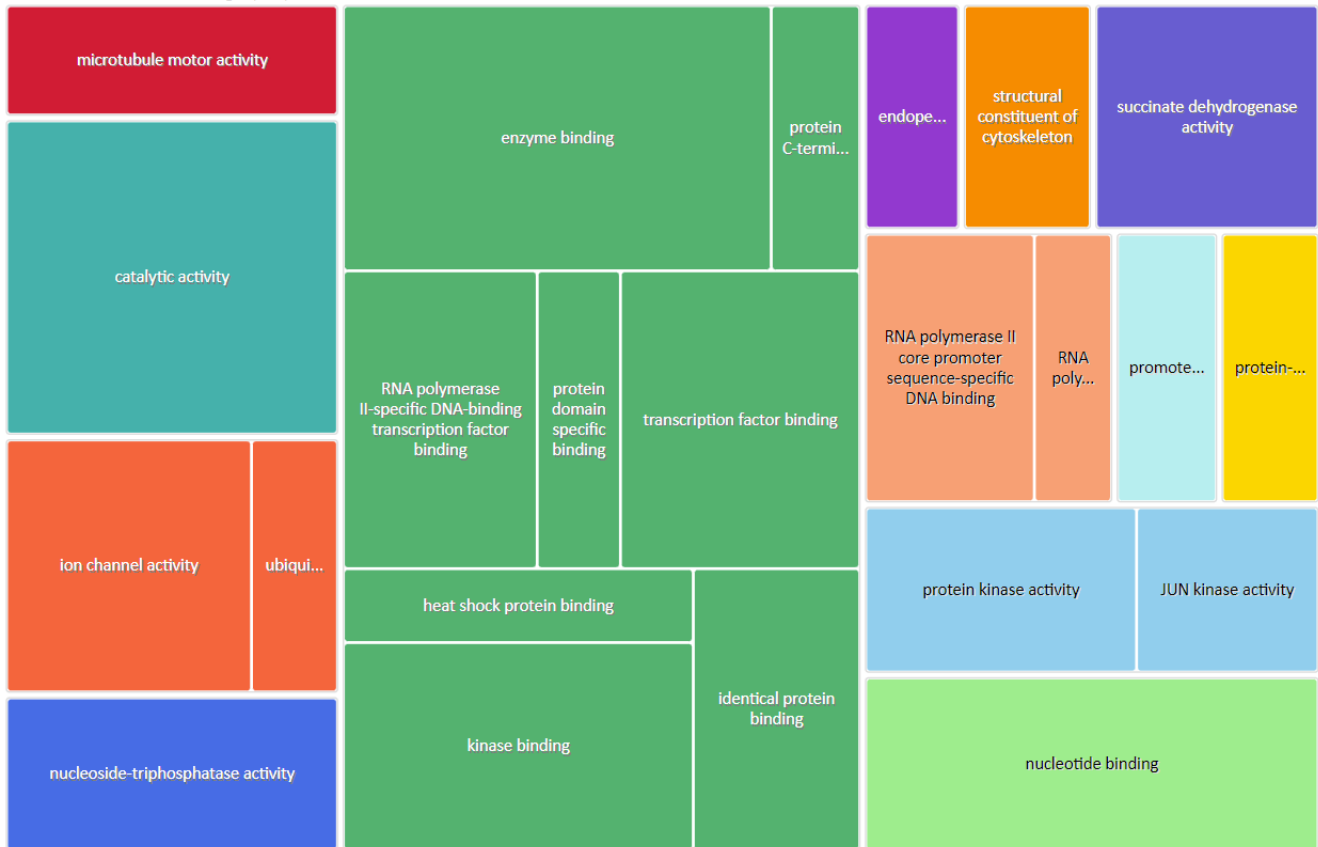 microtubule motor activity
catalytic activity
ion channel activity
ubiqui...
nucleoside-triphosphatase activity
enzyme binding
protein
C-termi...
RNA polymerase
II-specific DNA-binding
transcription factor
binding
protein
domain
specific
binding
transcription factor binding
heat shock protein binding
kinase binding
identical protein
binding
endope...
structural
constituent of
cytoskeleton
succinate dehydrogenase
activity
RNA polymerase II
core promoter
sequence-specific
DNA binding
RNA
poly...
promote...
protein-...
protein kinase activity
JUN kinase activity
nucleotide binding